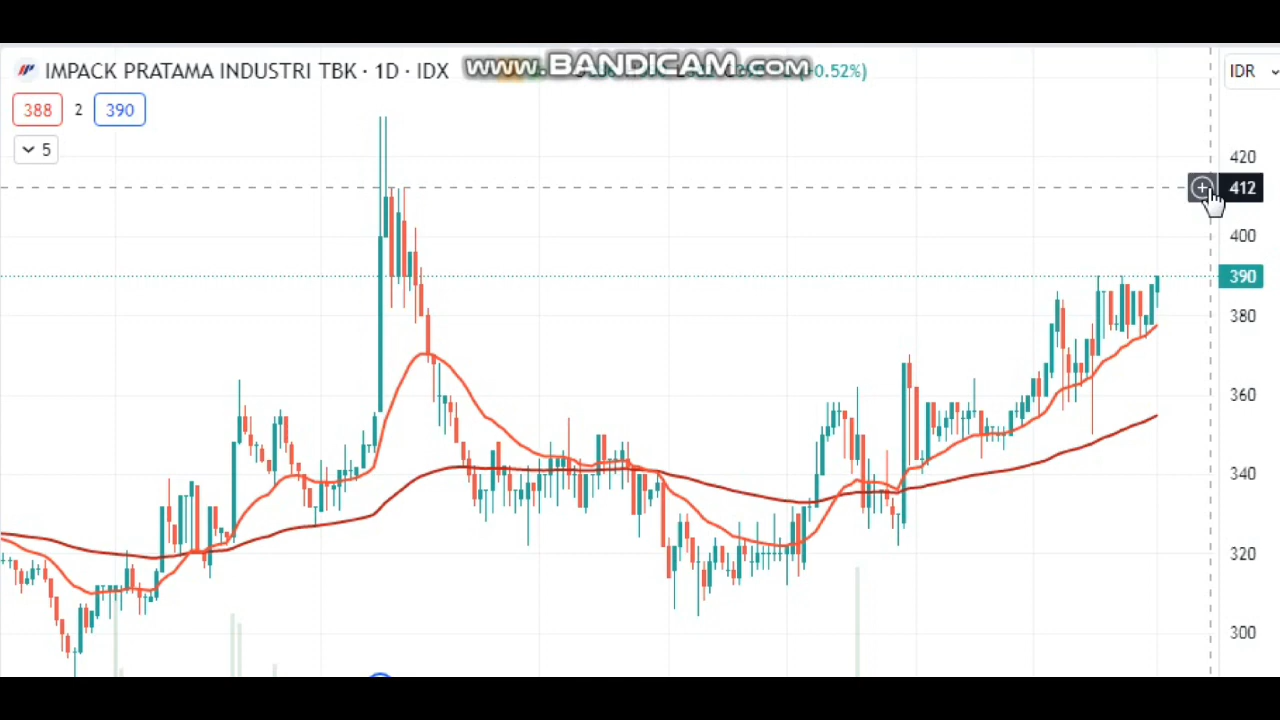 www.BANDICAM.com
IMPACK PRATAMA INDUSTRI TBK · 1D · IDX
0.52%)
IDR
388 2 390
5
420
412
400
390
380
360
340
320
300